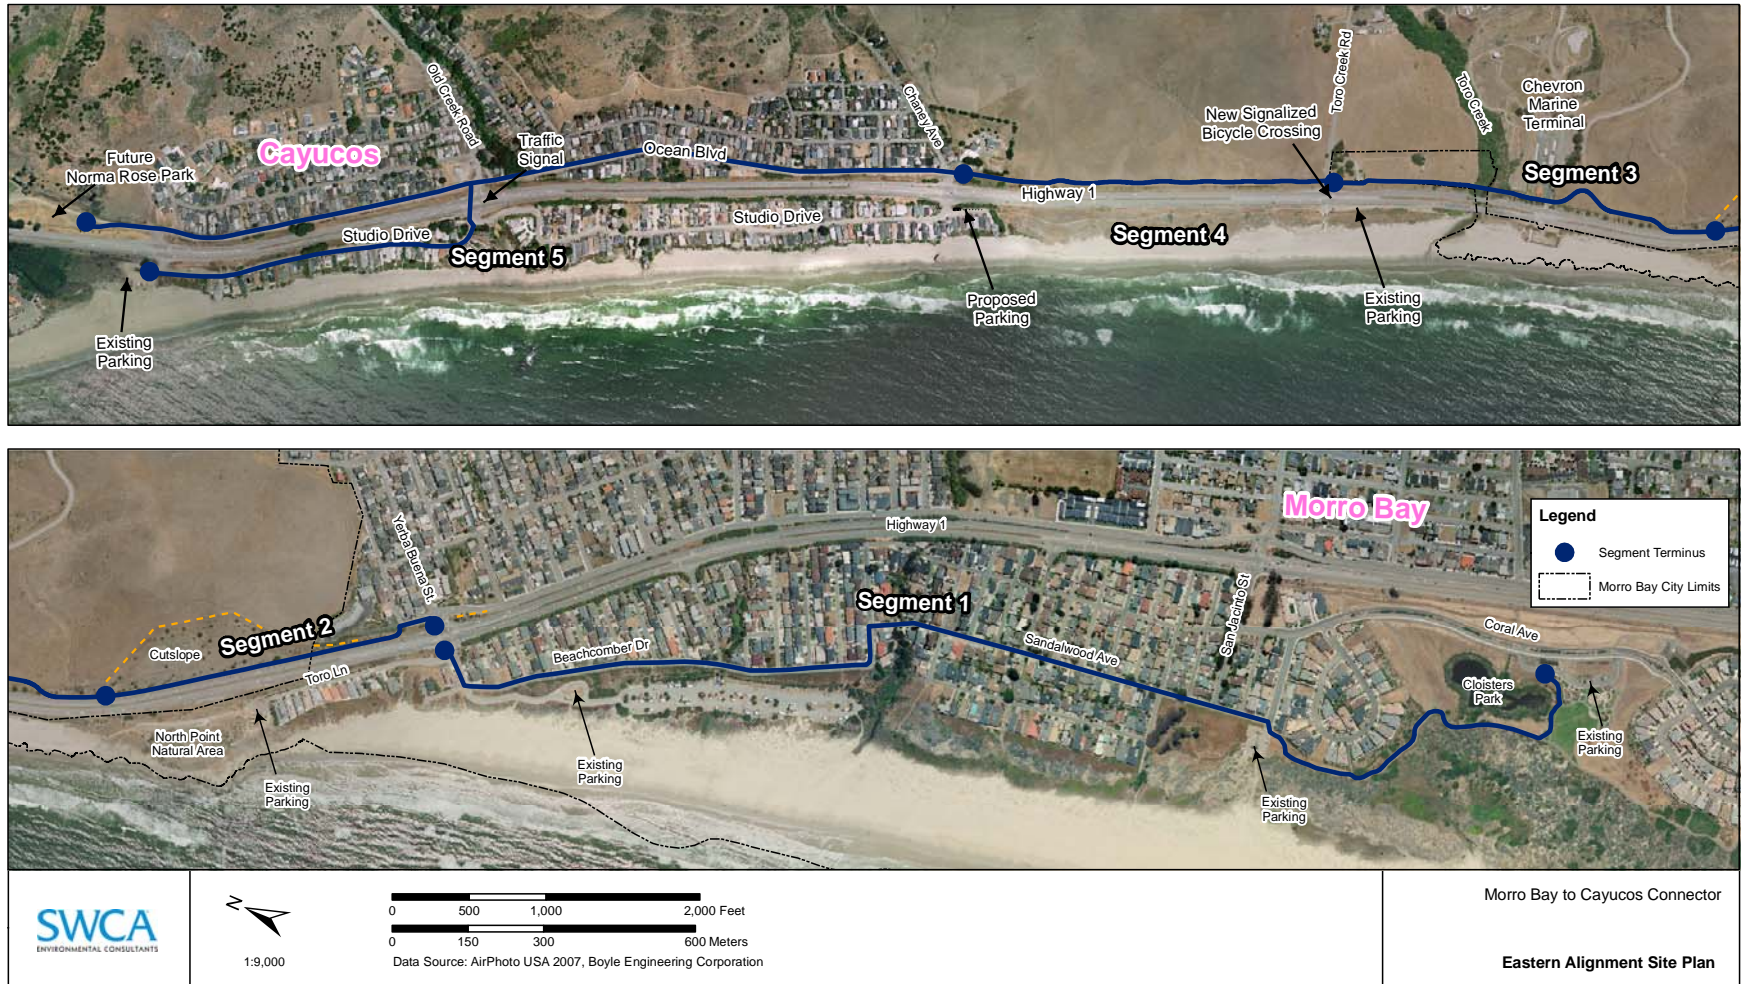 Future
Norma Rose Park
Cayucos
Old Creek Road
Traffic
Signal
Ocean Blvd
Chaney Ave
New Signalized
Bicycle Crossing
Toro Creek Rd
Toro Creek
Chevron
Marine
Terminal
Segment 3
Highway 1
Studio Drive
Studio Drive
Segment 5
Segment 4
Existing
Parking
Proposed
Parking
Existing
Parking
Yerba Buena St.
Highway 1
Morro Bay
Legend
Segment Terminus
Morro Bay City Limits
Segment 2
Cutslope
Toro Ln
Segment 1
Beachcomber Dr
Sandalwood Ave
San Jacinto St
Coral Ave
Cloisters
Park
North Point
Natural Area
Existing
Parking
Existing
Parking
Existing
Parking
Existing
Parking
SWCA
ENVIRONMENTAL CONSULTANTS
N
1:9,000
0 500 1,000 2,000 Feet
0 150 300 600 Meters
Data Source: AirPhoto USA 2007, Boyle Engineering Corporation
Morro Bay to Cayucos Connector
Eastern Alignment Site Plan